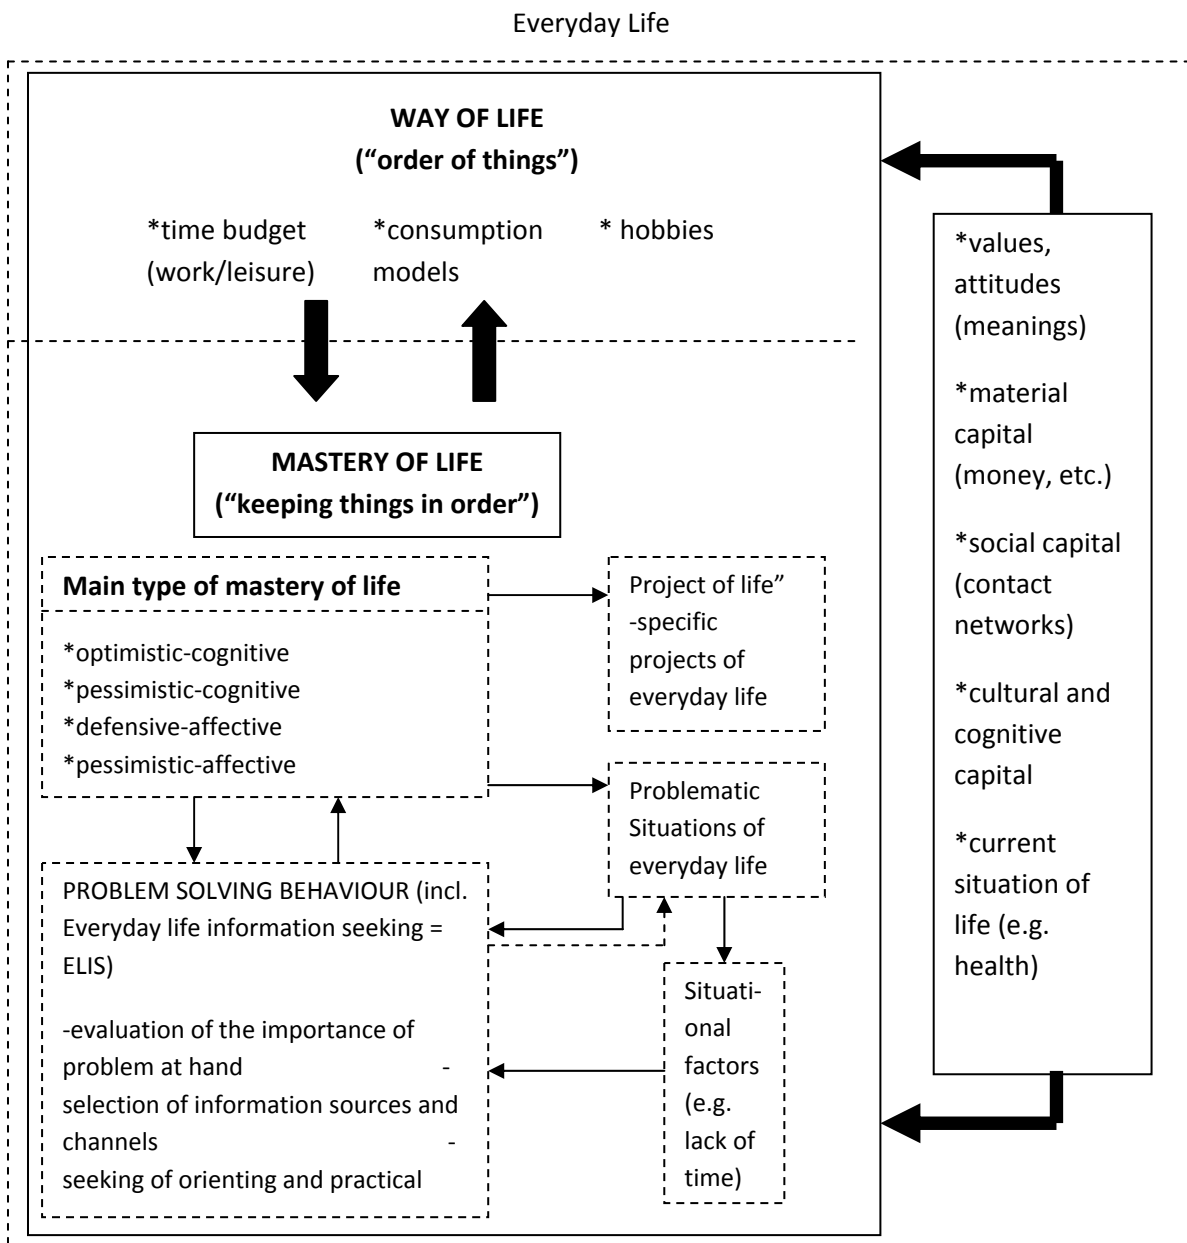 Everyday Life
WAY OF LIFE
(“order of things”)
*time budget
(work/leisure)
*consumption
models
* hobbies
MASTERY OF LIFE
(“keeping things in order”)
Main type of mastery of life
*optimistic-cognitive
*pessimistic-cognitive
*defensive-affective
*pessimistic-affective
Project of life”
-specific
projects of
everyday life
Problematic
Situations of
everyday life
PROBLEM SOLVING BEHAVIOUR (incl.
Everyday life information seeking =
ELIS)
-evaluation of the importance of
problem at hand -
selection of information sources and
channels -
seeking of orienting and practical
Situati-
onal
factors
(e.g.
lack of
time)
*values,
attitudes
(meanings)
*material
capital
(money, etc.)
*social capital
(contact
networks)
*cultural and
cognitive
capital
*current
situation of
life (e.g.
health)